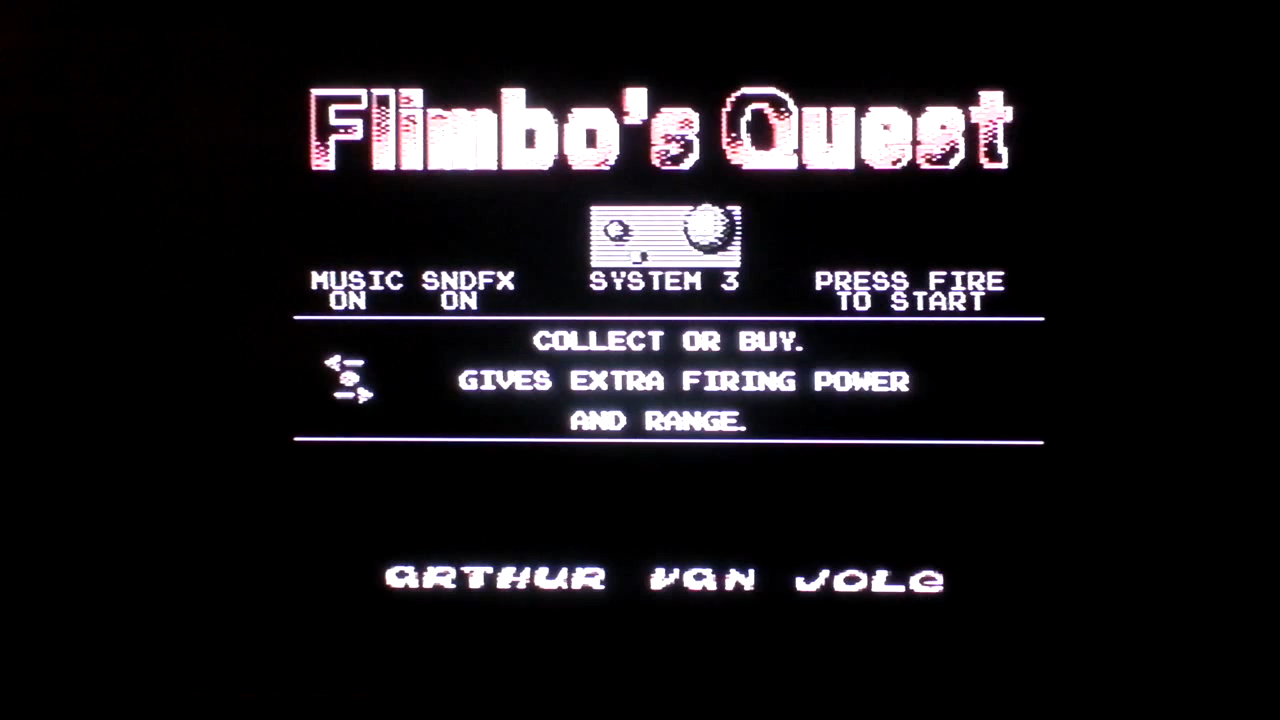 Flimbo's Quest
MUSIC SNDFX
ON ON
SYSTEM 3
PRESS FIRE
TO START
COLLECT OR BUY.
GIVES EXTRA FIRING POWER
AND RANGE.
ARTHUR VAN JOLE